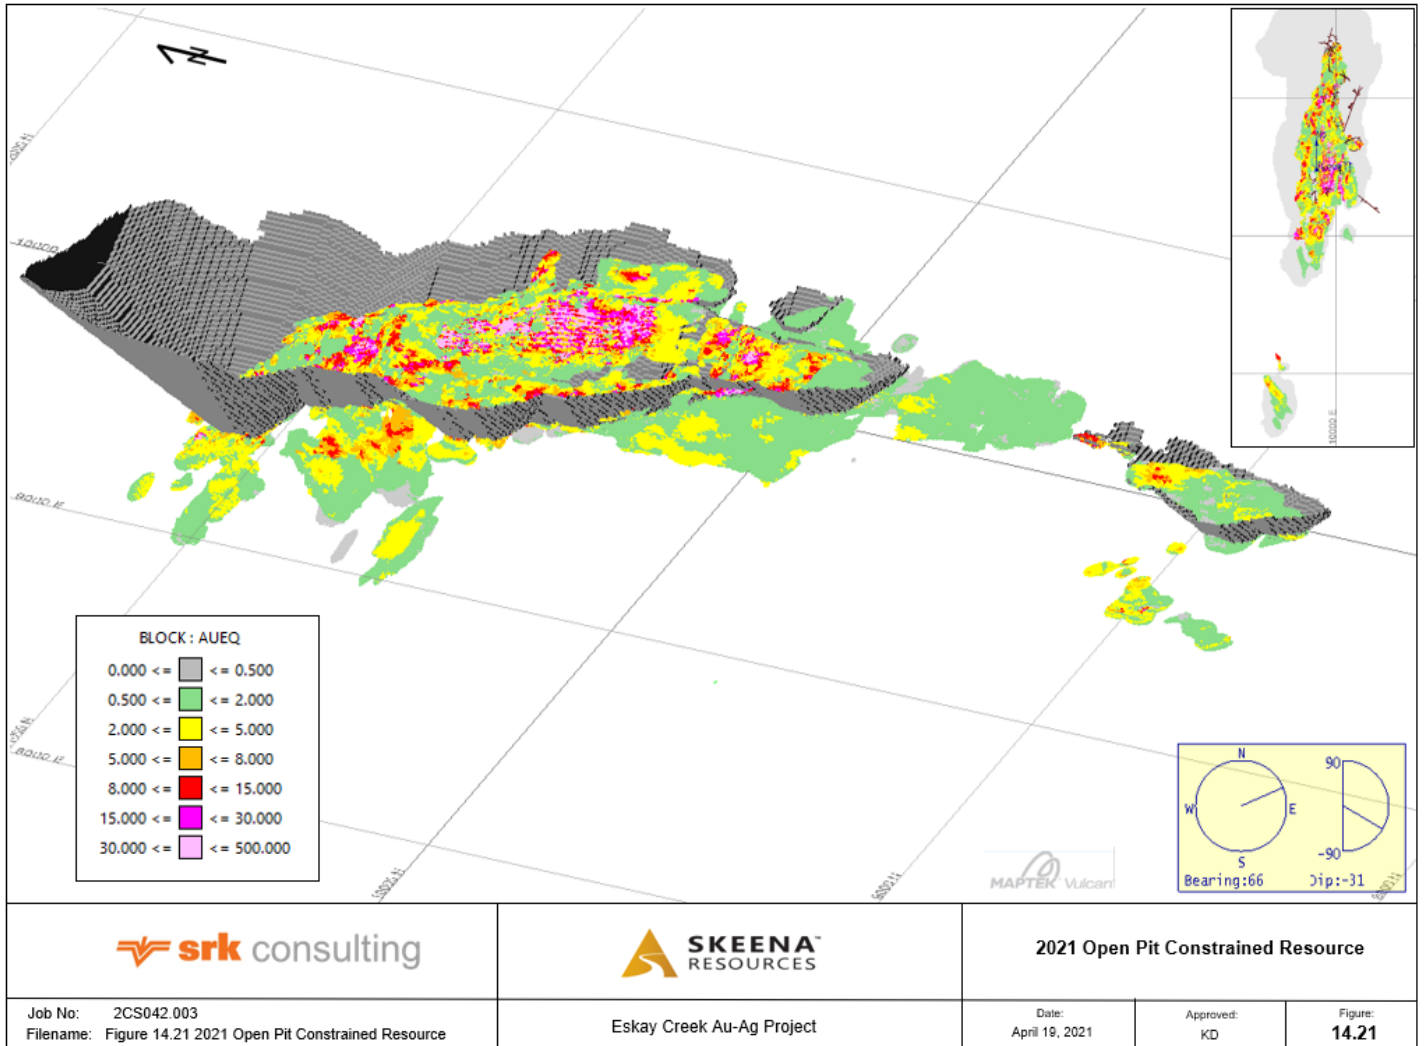 N
10000 E
BLOCK : AUEQ
0.000 <= <= 0.500
0.500 <= <= 2.000
2.000 <= <= 5.000
5.000 <= <= 8.000
8.000 <= <= 15.000
15.000 <= <= 30.000
30.000 <= <= 500.000
N
W E
S
90
-90
Bearing:66 Dip:-31
MAPTEK Vulcan
srk consulting
SKEENA™
RESOURCES
2021 Open Pit Constrained Resource
Job No: 2CS042.003
Filename: Figure 14.21 2021 Open Pit Constrained Resource
Eskay Creek Au-Ag Project
Date:
April 19, 2021
Approved:
KD
Figure:
14.21